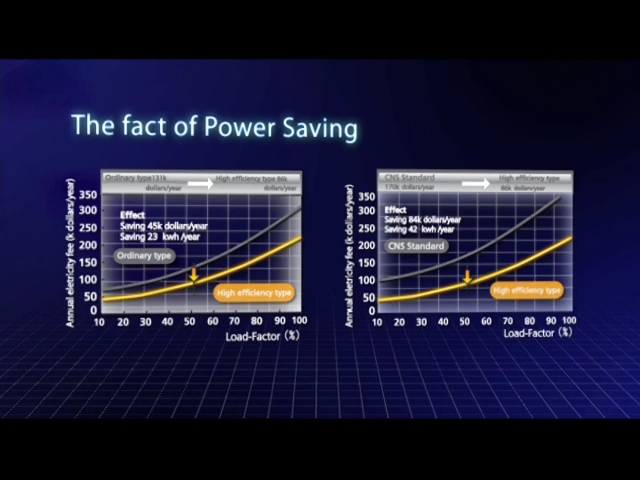 The fact of Power Saving
Ordinary type131k
High efficiency type 86k
dollars/year
dollars/year
Effect
Saving 45k dollars/year
Saving 23 kwh /year
Ordinary type
High efficiency type
Annual eletricity fee (k dollars/year)
350
300
250
200
150
100
50
0
10 20 30 40 50 60 70 80 90 100
Load-Factor (%)
CNS Standard
High efficiency type
170k dollars/year
86k dollars/year
Effect
Saving 84k dollars/year
Saving 42 kwh /year
CNS Standard
High efficiency type
Annual eletricity fee (k dollars/year)
350
300
250
200
150
100
50
0
10 20 30 40 50 60 70 80 90 100
Load-Factor (%)